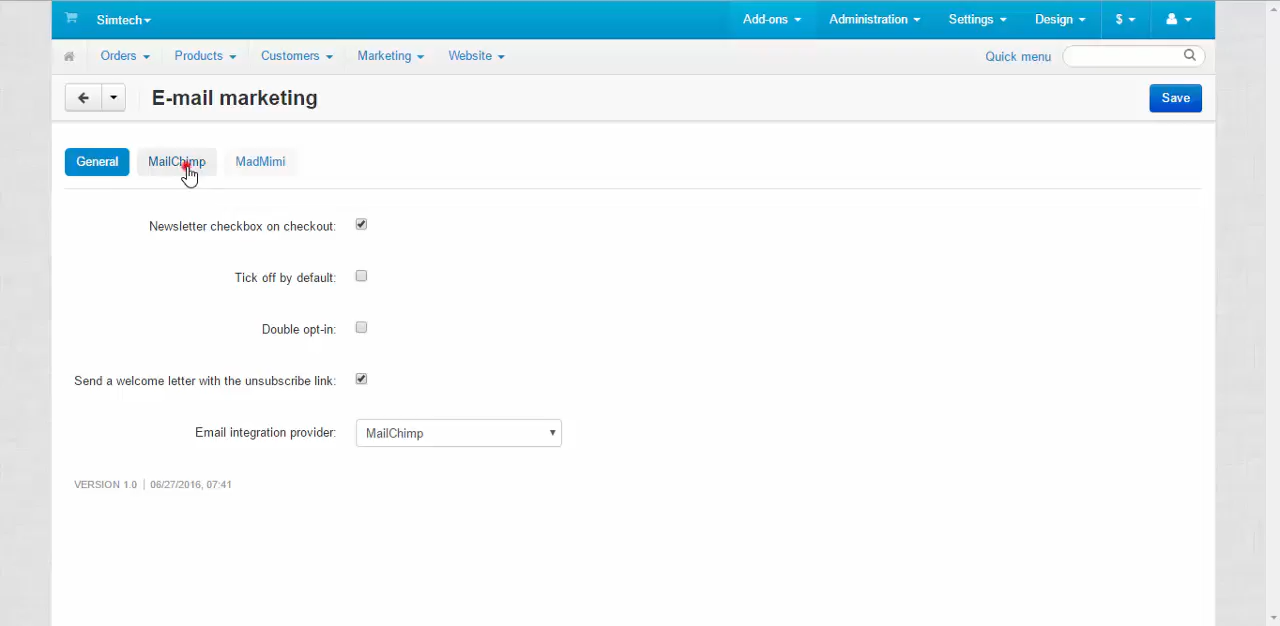 Simtech Add-ons Administration Settings Design $
Orders Products Customers Marketing Website Quick menu
E-mail marketing Save
General MailChimp MadMimi
Newsletter checkbox on checkout:
Tick off by default:
Double opt-in:
Send a welcome letter with the unsubscribe link:
Email integration provider: MailChimp
VERSION 1.0 | 06/27/2016, 07:41